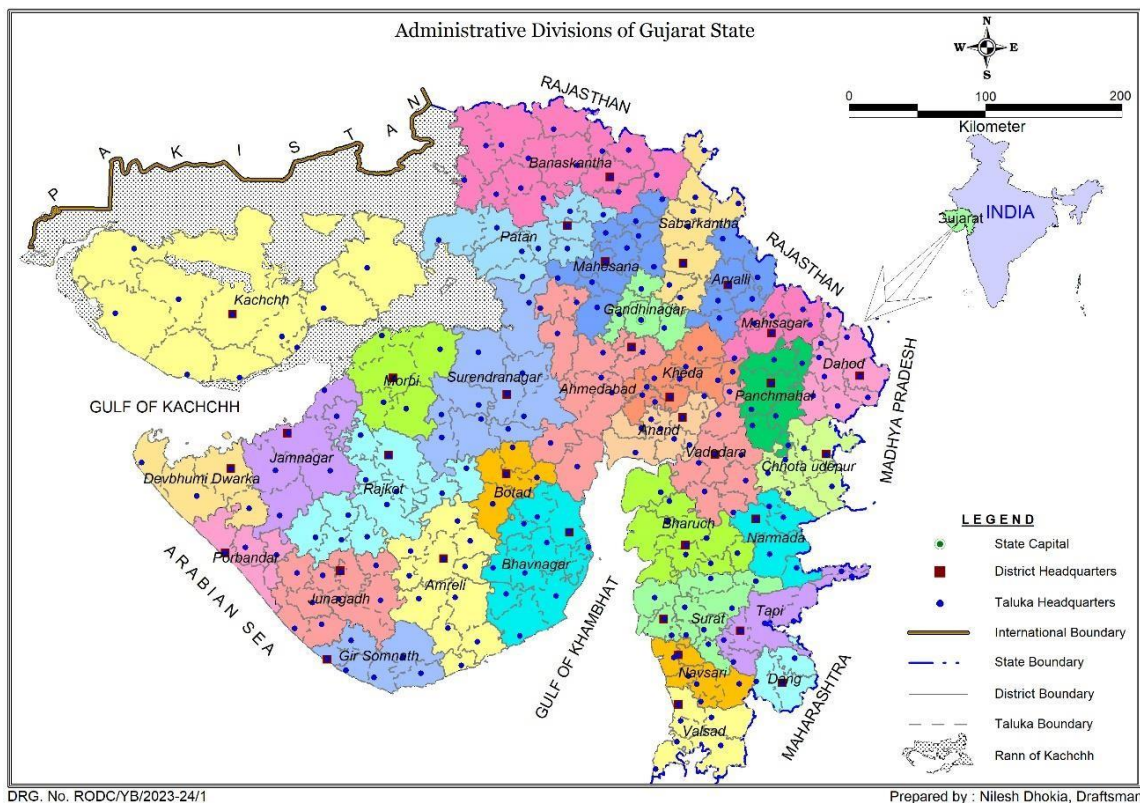 Administrative Divisions of Gujarat State
N
W E
S
0 100 200
Kilometer
RAJASTHAN
PAKISTAN
Banaskantha
INDIA
Gujarat
Patan
Sabarkantha
Mahesana
Arvalli
RAJASTHAN
Kachchh
Gandhinagar
Mahisagar
Dahod
Morbi
Surendranagar
Ahmedabad
Kheda
Panchmahal
GULF OF KACHCHH
Anand
MADHYA PRADESH
Vadodara
Chhota udepur
Devbhumi Dwarka
Jamnagar
Rajkot
Botad
Bharuch
Narmada
Porbandar
Bhavnagar
Amreli
Junagadh
ARABIAN SEA
GULF OF KHAMBHAT
Surat
Tapi
Gir Somnath
Navsari
Dang
MAHARASHTRA
Valsad
LEGEND
State Capital
District Headquarters
Taluka Headquarters
International Boundary
State Boundary
District Boundary
Taluka Boundary
Rann of Kachchh
DRG. No. RODC/YB/2023-24/1
Prepared by : Nilesh Dhokia, Draftsman